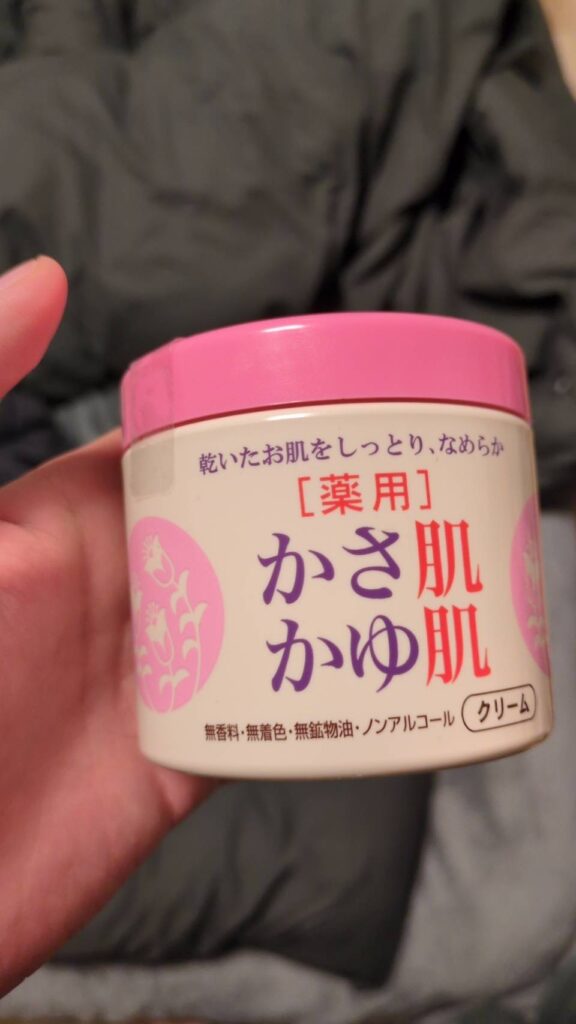 乾いたお肌をしっとり、なめらか
［薬用］
かさ肌
かゆ肌
無香料・無着色・無鉱物油・ノンアルコール
クリーム